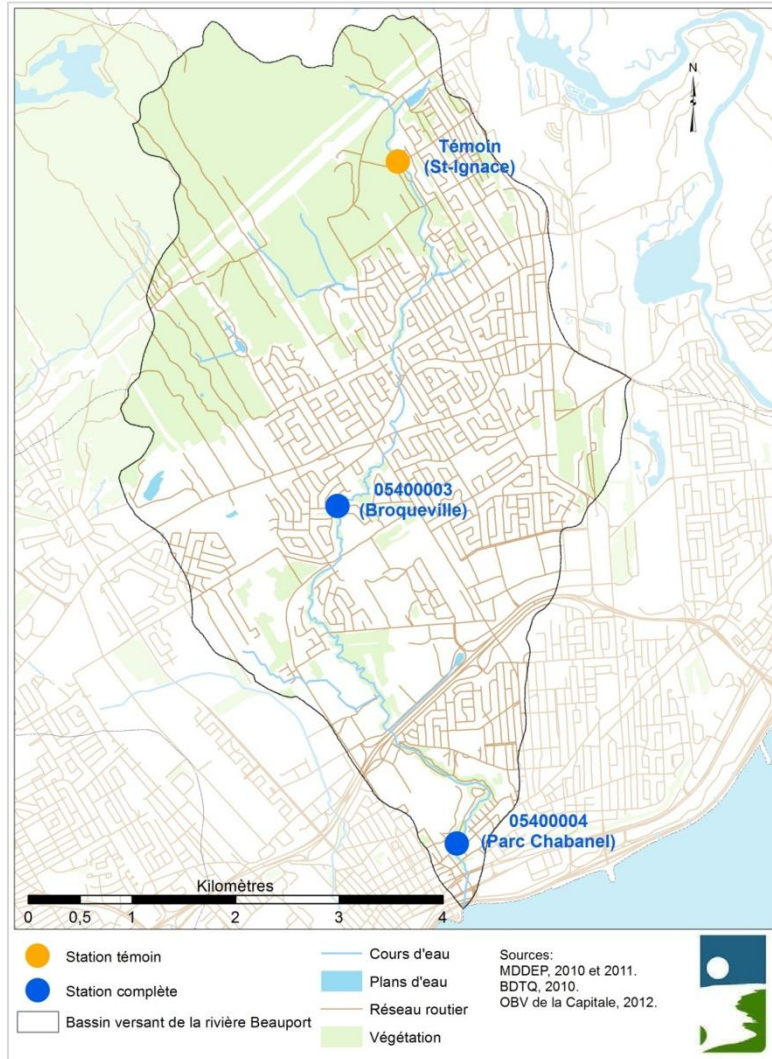 N
Témoin
(St-Ignace)
05400003
(Broqueville)
05400004
(Parc Chabanel)
Kilomètres
0 0,5 1 2 3 4
Station témoin
Station complète
Bassin versant de la rivière Beauport
Cours d'eau
Plans d'eau
Réseau routier
Végétation
Sources:
MDDEP, 2010 et 2011.
BDTQ, 2010.
OBV de la Capitale, 2012.